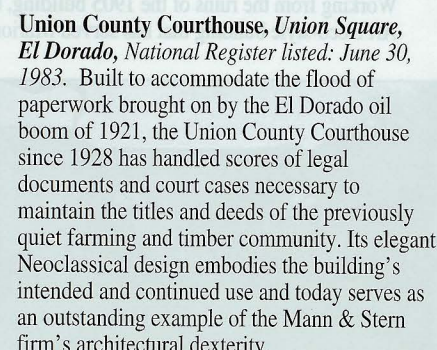 Union County Courthouse, Union Square,
El Dorado, National Register listed: June 30,
1983. Built to accommodate the flood of
paperwork brought on by the El Dorado oil
boom of 1921, the Union County Courthouse
since 1928 has handled scores of legal
documents and court cases necessary to
maintain the titles and deeds of the previously
quiet farming and timber community. Its elegant
Neoclassical design embodies the building's
intended and continued use and today serves as
an outstanding example of the Mann & Stern
firm's architectural dexterity